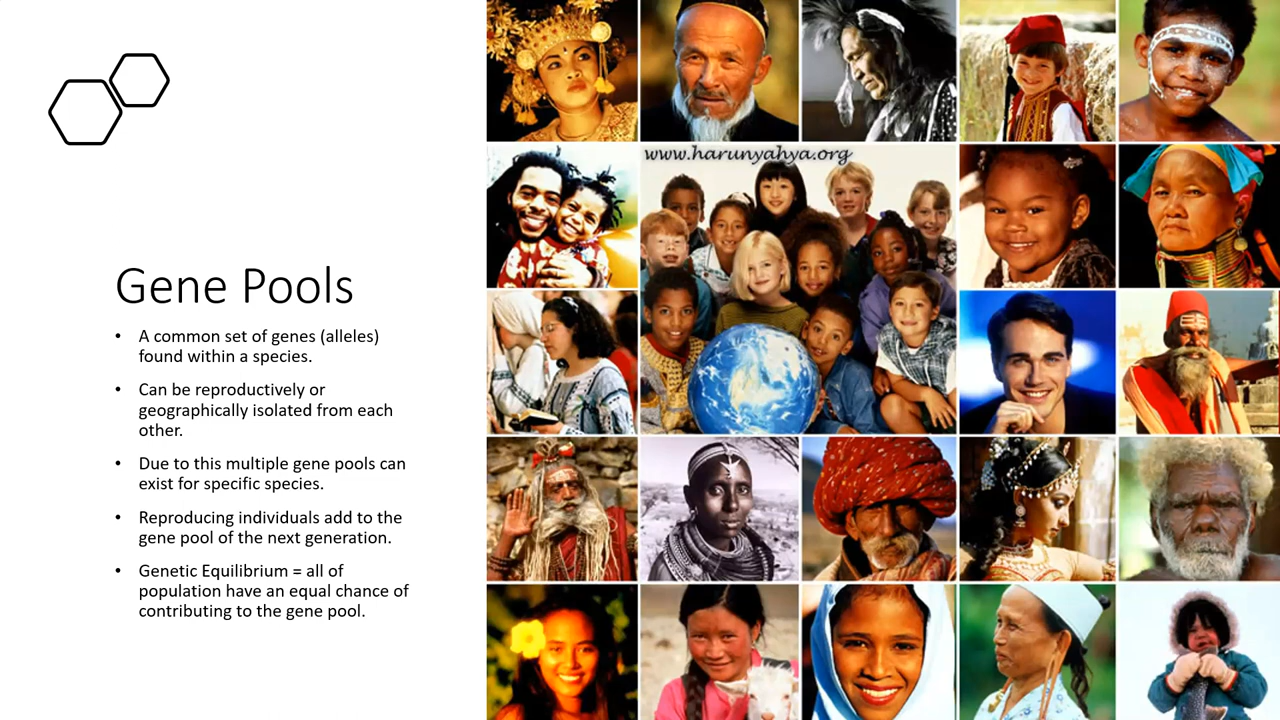 www.harunyahya.org
Gene Pools
• A common set of genes (alleles)
found within a species.
• Can be reproductively or
geographically isolated from each
other.
• Due to this multiple gene pools can
exist for specific species.
• Reproducing individuals add to the
gene pool of the next generation.
• Genetic Equilibrium = all of
population have an equal chance of
contributing to the gene pool.